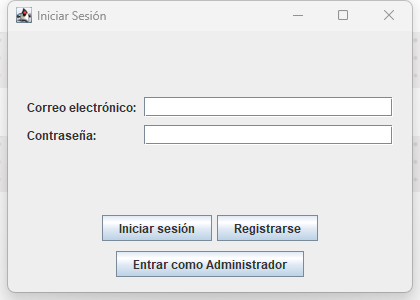 Iniciar Sesión
Correo electrónico:
Contraseña:
Iniciar sesión Registrarse
Entrar como Administrador